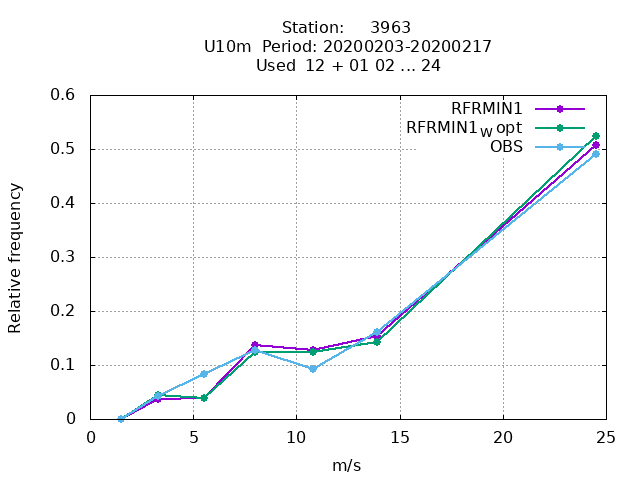 Station: 3963
U10m Period: 20200203-20200217
Used 12 + 01 02 ... 24
0.6
RFRMIN1
RFRMIN1w opt
OBS
0.5
0.4
0.3
0.2
0.1
0
Relative frequency
0 5 10 15 20 25
m/s